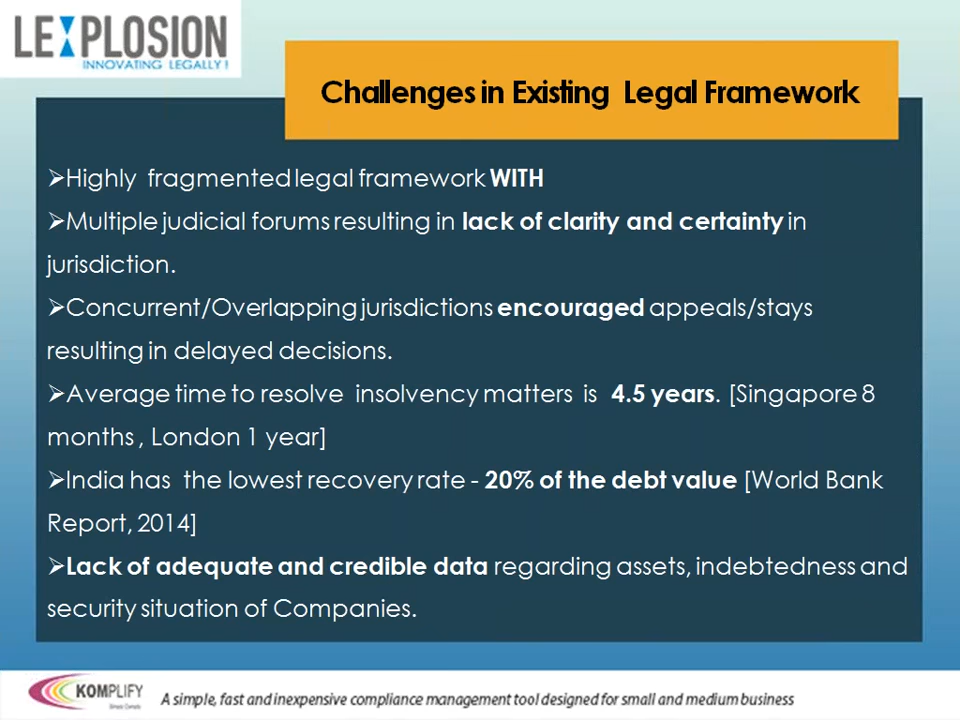 LEXPLOSION
INNOVATING LEGALLY!
Challenges in Existing Legal Framework
➢Highly fragmented legal framework WITH
➢Multiple judicial forums resulting in lack of clarity and certainty in
jurisdiction.
➢Concurrent/Overlapping jurisdictions encouraged appeals/stays
resulting in delayed decisions.
➢Average time to resolve insolvency matters is 4.5 years. [Singapore 8
months , London 1 year]
➢India has the lowest recovery rate - 20% of the debt value [World Bank
Report, 2014]
➢Lack of adequate and credible data regarding assets, indebtedness and
security situation of Companies.
KOMPLIFY
Simply Comply
A simple, fast and inexpensive compliance management tool designed for small and medium business